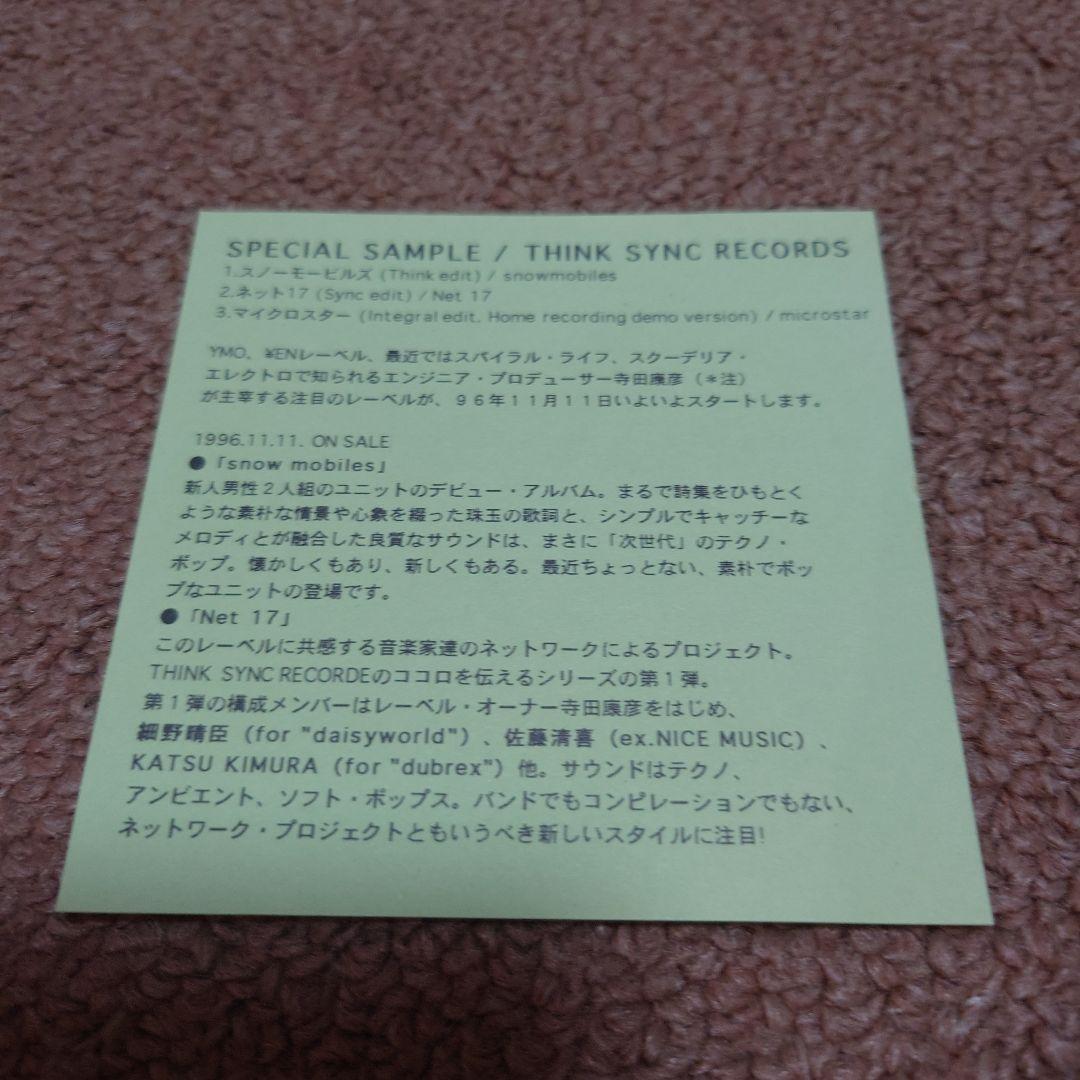 SPECIAL SAMPLE / THINK SYNC RECORDS
1.スノーモービルズ (Think edit) / snowmobiles
2.ネット17 (Sync edit) / Net 17
3.マイクロスター (Integral edit. Home recording demo version) / microstar
YMO、¥ENレーベル、最近ではスパイラル・ライフ、スクーデリア・
エレクトロで知られるエンジニア・プロデューサー寺田康彦（＊注）
が主宰する注目のレーベルが、９６年１１月１１日いよいよスタートします。
1996.11.11. ON SALE
●「snow mobiles」
新人男性２人組のユニットのデビュー・アルバム。まるで詩集をひもとく
ような素朴な情景や心象を綴った珠玉の歌詞と、シンプルでキャッチーな
メロディとが融合した良質なサウンドは、まさに「次世代」のテクノ・
ポップ。懐かしくもあり、新しくもある。最近ちょっとない、素朴でポッ
プなユニットの登場です。
●「Net 17」
このレーベルに共感する音楽家達のネットワークによるプロジェクト。
THINK SYNC RECORDEのココロを伝えるシリーズの第１弾。
第１弾の構成メンバーはレーベル・オーナー寺田康彦をはじめ、
細野晴臣（for "daisyworld"）、佐藤清喜（ex.NICE MUSIC）、
KATSU KIMURA（for "dubrex"）他。サウンドはテクノ、
アンビエント、ソフト・ポップス。バンドでもコンピレーションでもない、
ネットワーク・プロジェクトともいうべき新しいスタイルに注目!